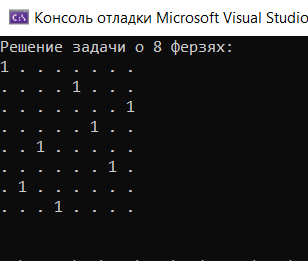 C:\ Консоль отладки Microsoft Visual Studio
Решение задачи о 8 ферзях:
1 . . . . . . .
. . . . 1 . . .
. . . . . . . 1
. . . . . 1 . .
. . 1 . . . . .
. . . . . . 1 .
. 1 . . . . . .
. . . 1 . . . .